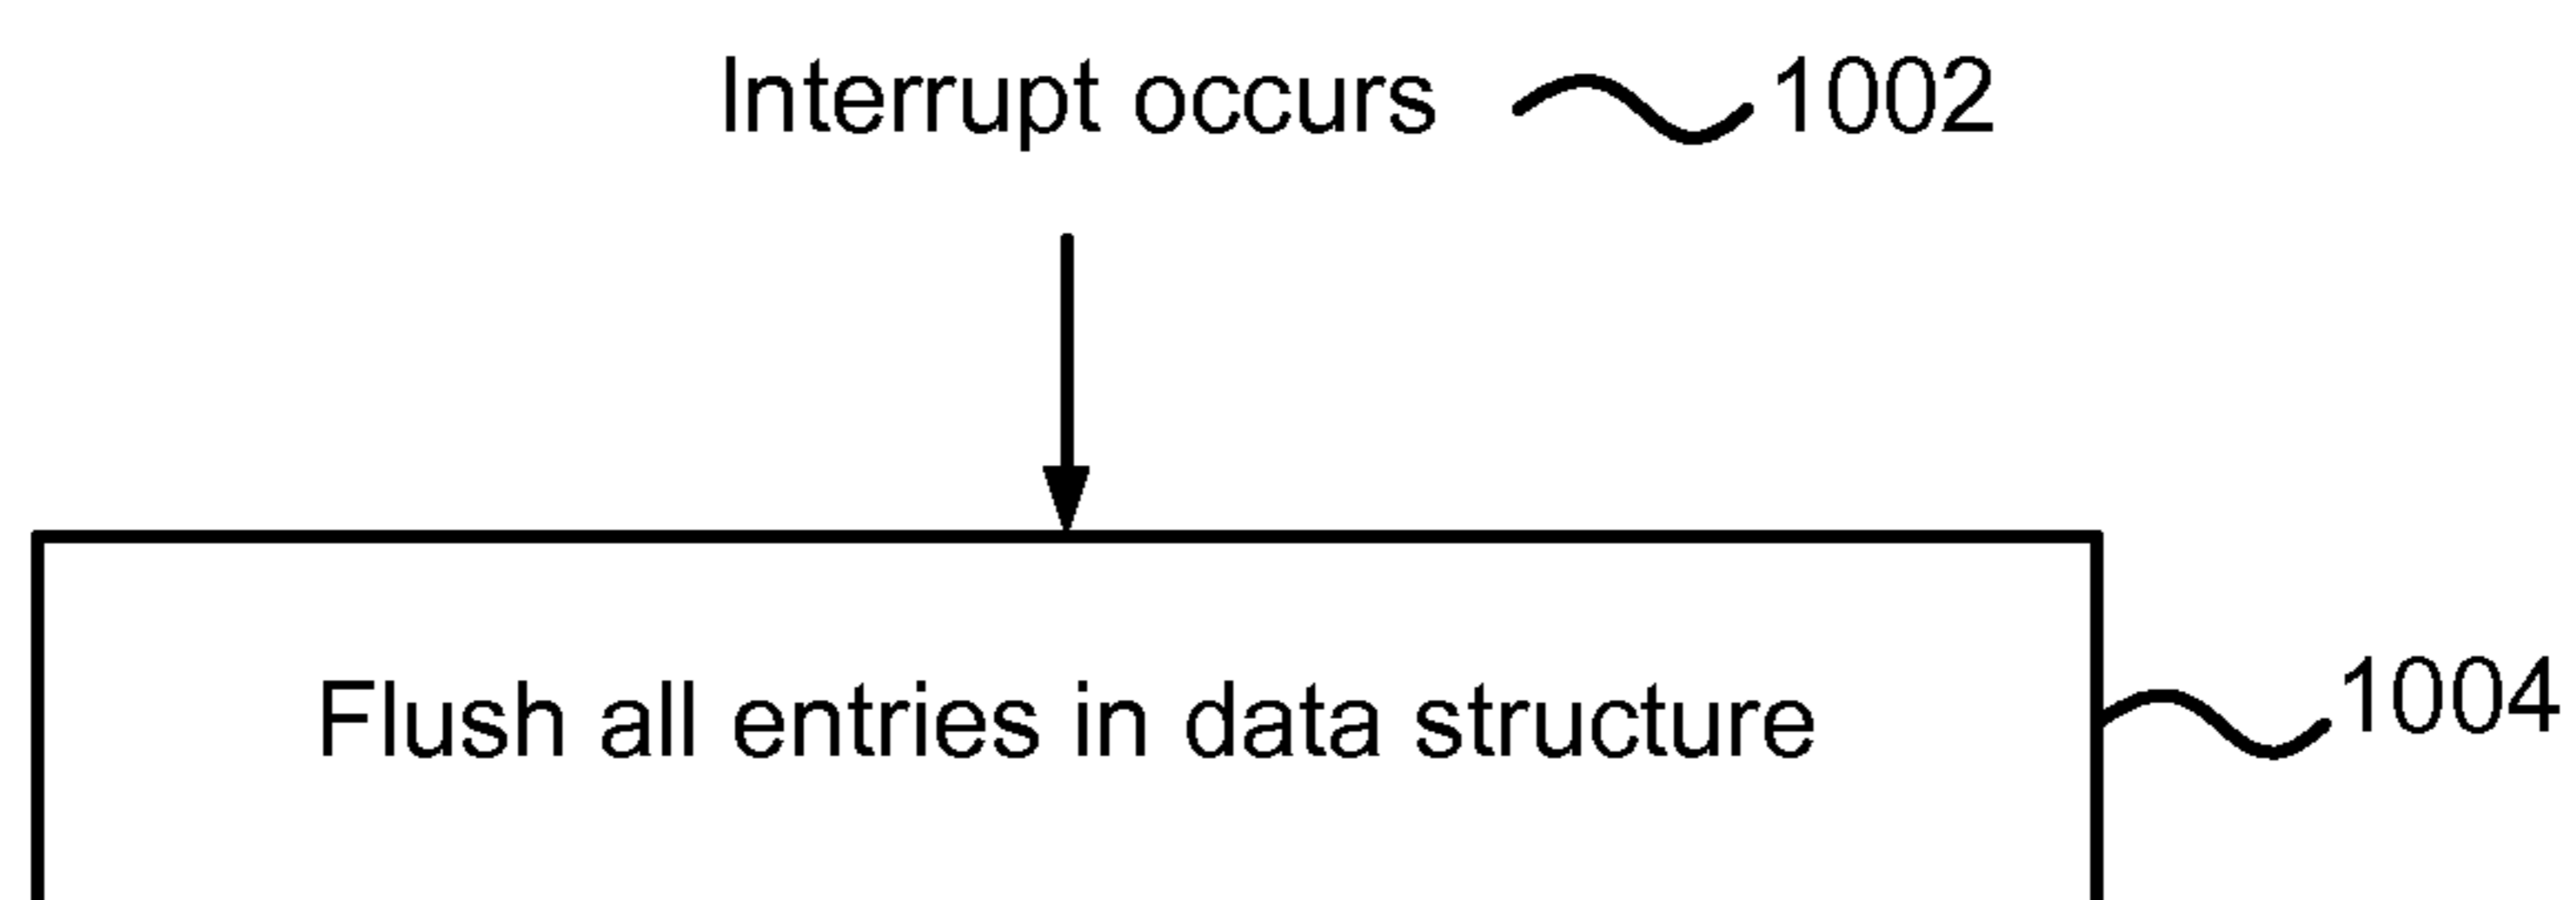 Interrupt occurs 1002
Flush all entries in data structure 1004